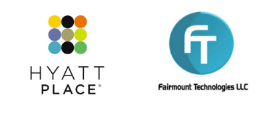 HYATT
PLACE®
FT
Fairmount Technologies LLC